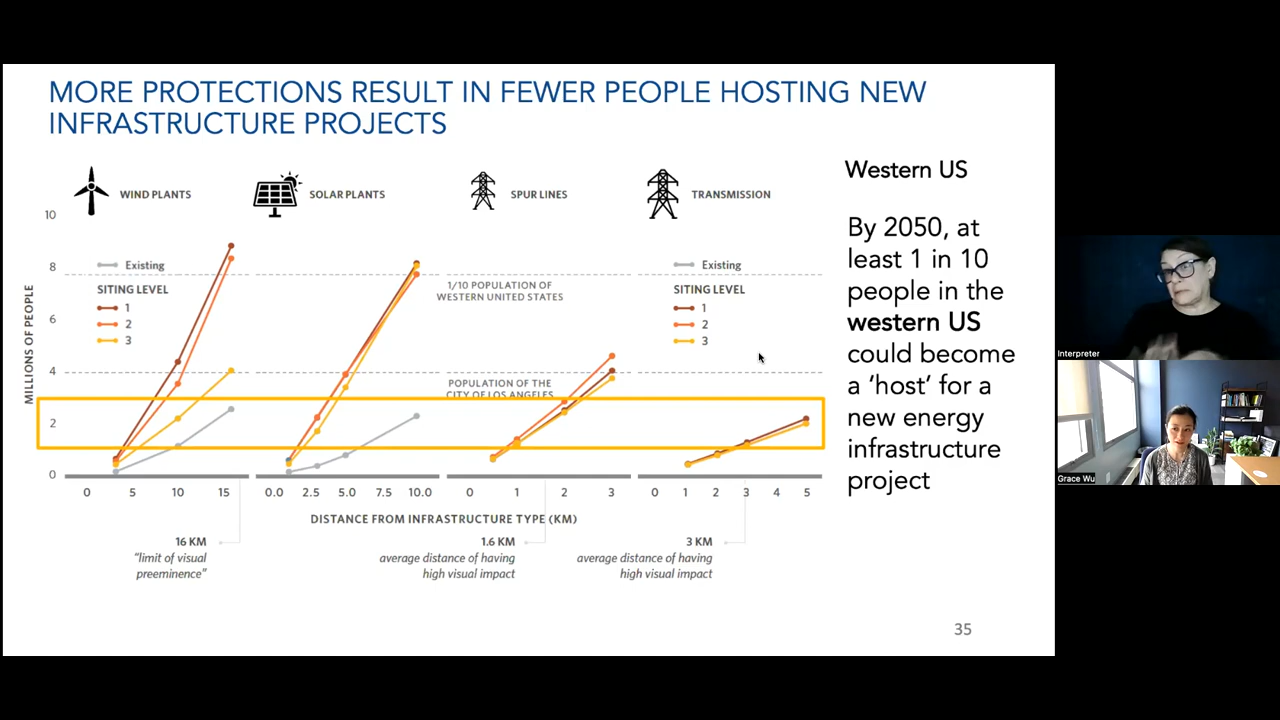 MORE PROTECTIONS RESULT IN FEWER PEOPLE HOSTING NEW
INFRASTRUCTURE PROJECTS
WIND PLANTS
SOLAR PLANTS
SPUR LINES
TRANSMISSION
MILLIONS OF PEOPLE
10
8
6
4
2
0
Existing
SITING LEVEL
1
2
3
1/10 POPULATION OF
WESTERN UNITED STATES
POPULATION OF THE
CITY OF LOS ANGELES
Existing
SITING LEVEL
1
2
3
0 5 10 15
0.0 2.5 5.0 7.5 10.0
0 1 2 3
0 1 2 3 4 5
DISTANCE FROM INFRASTRUCTURE TYPE (KM)
16 KM
"limit of visual
preeminence"
1.6 KM
average distance of having
high visual impact
3 KM
average distance of having
high visual impact
Western US
By 2050, at
least 1 in 10
people in the
western US
could become
a ‘host’ for a
new energy
infrastructure
project
35
Interpreter
Grace Wu